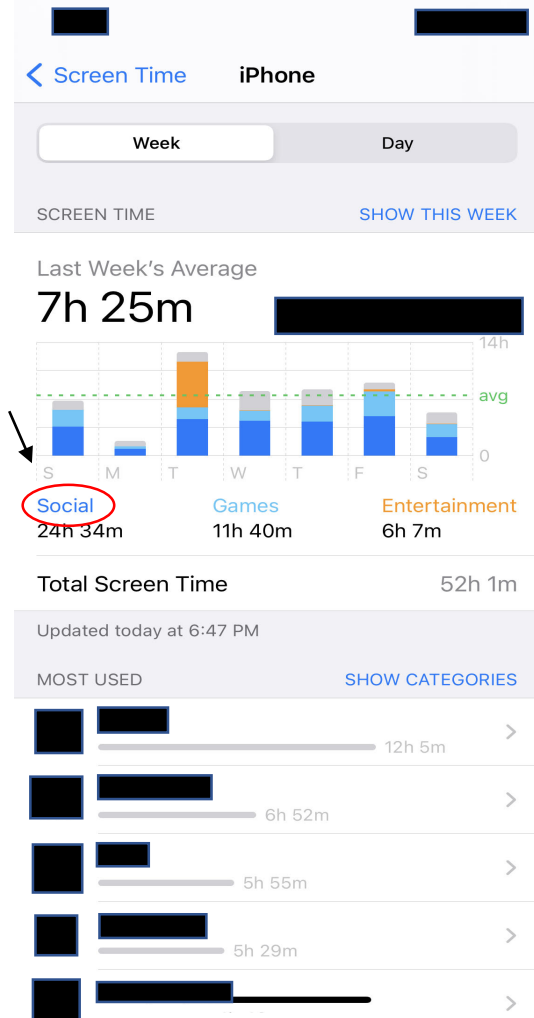 Screen Time iPhone
Week Day
SCREEN TIME SHOW THIS WEEK
Last Week's Average
7h 25m
14h
avg
0
S M T W T F S
Social Games Entertainment
24h 34m 11h 40m 6h 7m
Total Screen Time 52h 1m
Updated today at 6:47 PM
MOST USED SHOW CATEGORIES
12h 5m
6h 52m
5h 55m
5h 29m